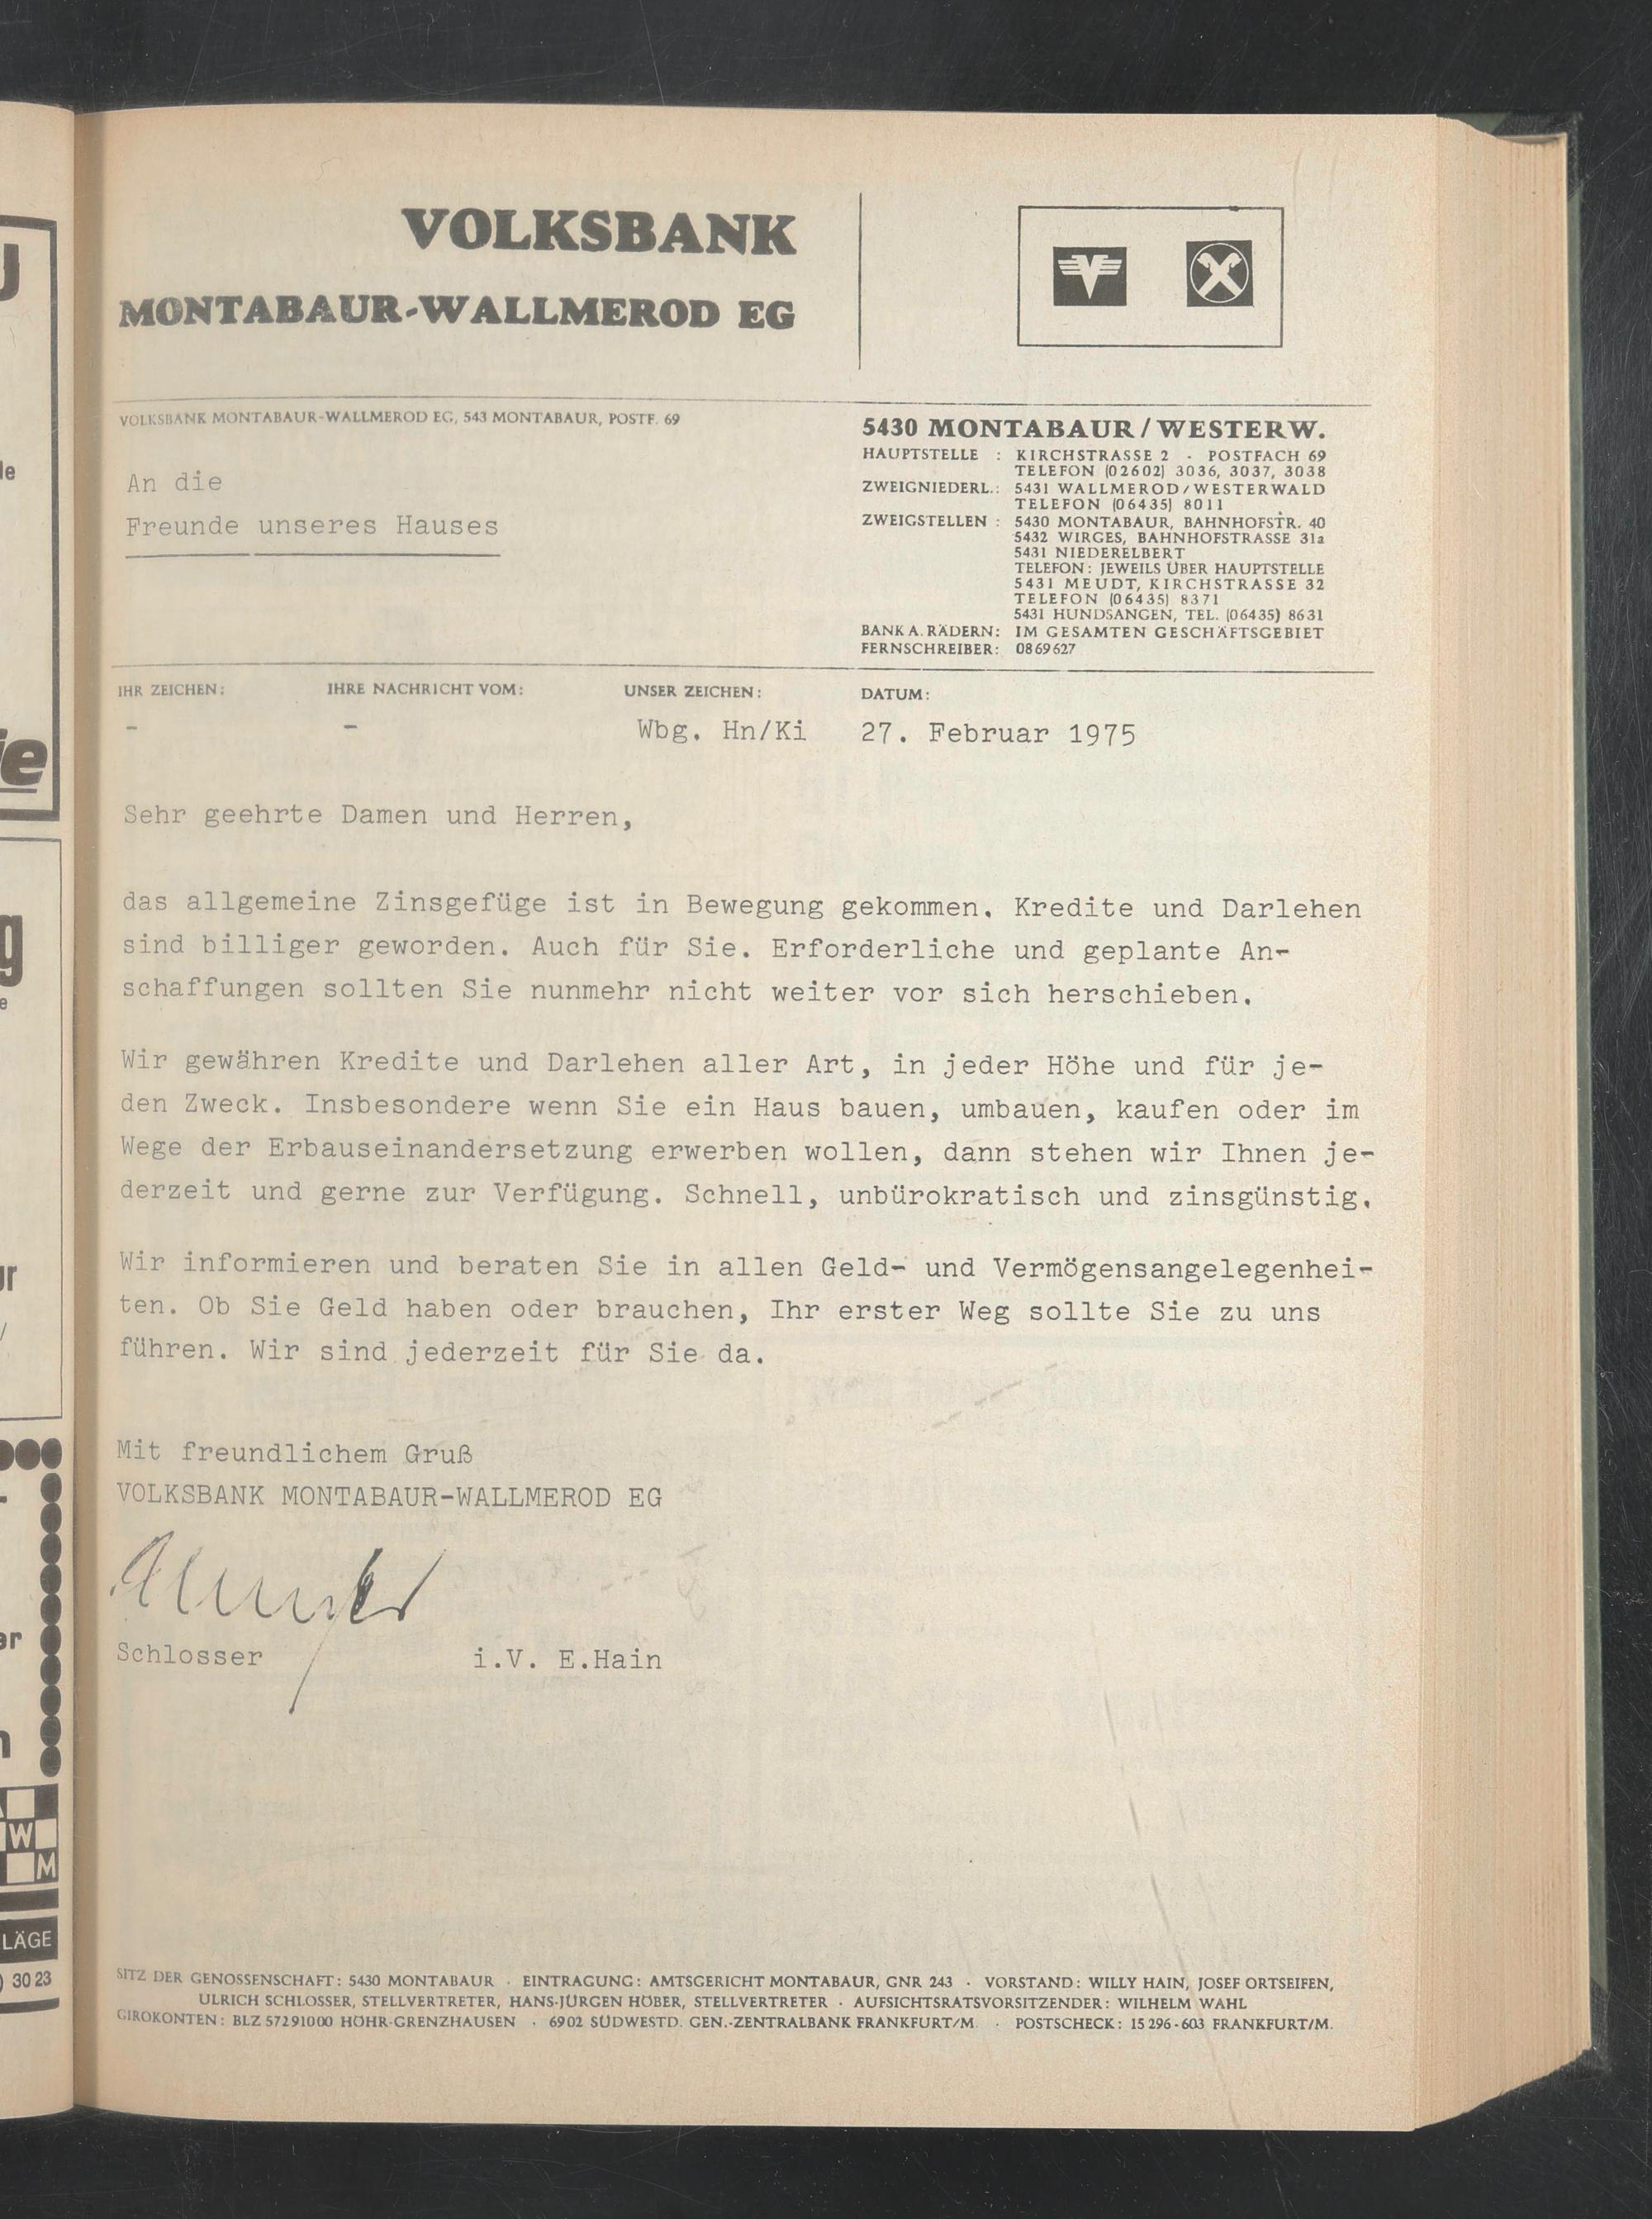 VOLKSBANK
MONTABAUR-WALLMEROD EG
VOLKSBANK MONTABAUR-WALLMEROD EG, 543 MONTABAUR, POSTF. 69
An die
Freunde unseres Hauses
5430 MONTABAUR/WESTERW.
HAUPTSTELLE : KIRCHSTRASSE 2 - POSTFACH 69
TELEFON (02602) 3036, 3037, 3038
ZWEIGNIEDERL.: 5431 WALLMEROD/WESTERWALD
TELEFON (06435) 8011
ZWEIGSTELLEN : 5430 MONTABAUR, BAHNHOFSTR. 40
5432 WIRGES, BAHNHOFSTRASSE 31a
5431 NIEDERELBERT
TELEFON: JEWEILS ÜBER HAUPTSTELLE
5431 MEUDT, KIRCHSTRASSE 32
TELEFON (06435) 8371
5431 HUNDSANGEN, TEL. (06435) 8631
BANK A. RÄDERN: IM GESAMTEN GESCHÄFTSGEBIET
FERNSCHREIBER: 0869627
IHR ZEICHEN: IHRE NACHRICHT VOM: UNSER ZEICHEN: DATUM:
- - Wbg. Hn/Ki 27. Februar 1975
Sehr geehrte Damen und Herren,
das allgemeine Zinsgefüge ist in Bewegung gekommen. Kredite und Darlehen
sind billiger geworden. Auch für Sie. Erforderliche und geplante An-
schaffungen sollten Sie nunmehr nicht weiter vor sich herschieben.
Wir gewähren Kredite und Darlehen aller Art, in jeder Höhe und für je-
den Zweck. Insbesondere wenn Sie ein Haus bauen, umbauen, kaufen oder im
Wege der Erbauseinandersetzung erwerben wollen, dann stehen wir Ihnen je-
derzeit und gerne zur Verfügung. Schnell, unbürokratisch und zinsgünstig.
Wir informieren und beraten Sie in allen Geld- und Vermögensangelegenhei-
ten. Ob Sie Geld haben oder brauchen, Ihr erster Weg sollte Sie zu uns
führen. Wir sind jederzeit für Sie da.
Mit freundlichem Gruß
VOLKSBANK MONTABAUR-WALLMEROD EG
Schlosser i.V. E.Hain
SITZ DER GENOSSENSCHAFT: 5430 MONTABAUR · EINTRAGUNG: AMTSGERICHT MONTABAUR, GNR 243 · VORSTAND: WILLY HAIN, JOSEF ORTSEIFEN,
ULRICH SCHLOSSER, STELLVERTRETER, HANS-JÜRGEN HÖBER, STELLVERTRETER · AUFSICHTSRATSVORSITZENDER: WILHELM WAHL
GIROKONTEN: BLZ 57291000 HÖHR-GRENZHAUSEN · 6902 SÜDWESTD. GEN.-ZENTRALBANK FRANKFURT/M. · POSTSCHECK: 15296-603 FRANKFURT/M.
W
M
LÄGE
) 30 23